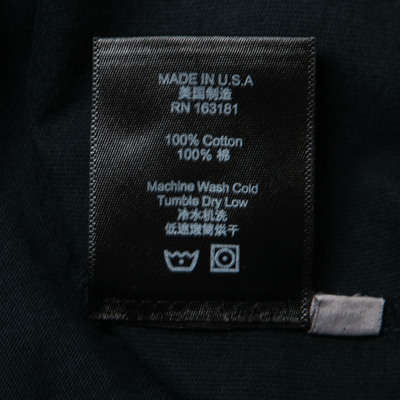 MADE IN U.S.A
美国制造
RN 163181
100% Cotton
100% 棉
Machine Wash Cold
Tumble Dry Low
冷水机洗
低速滚筒烘干